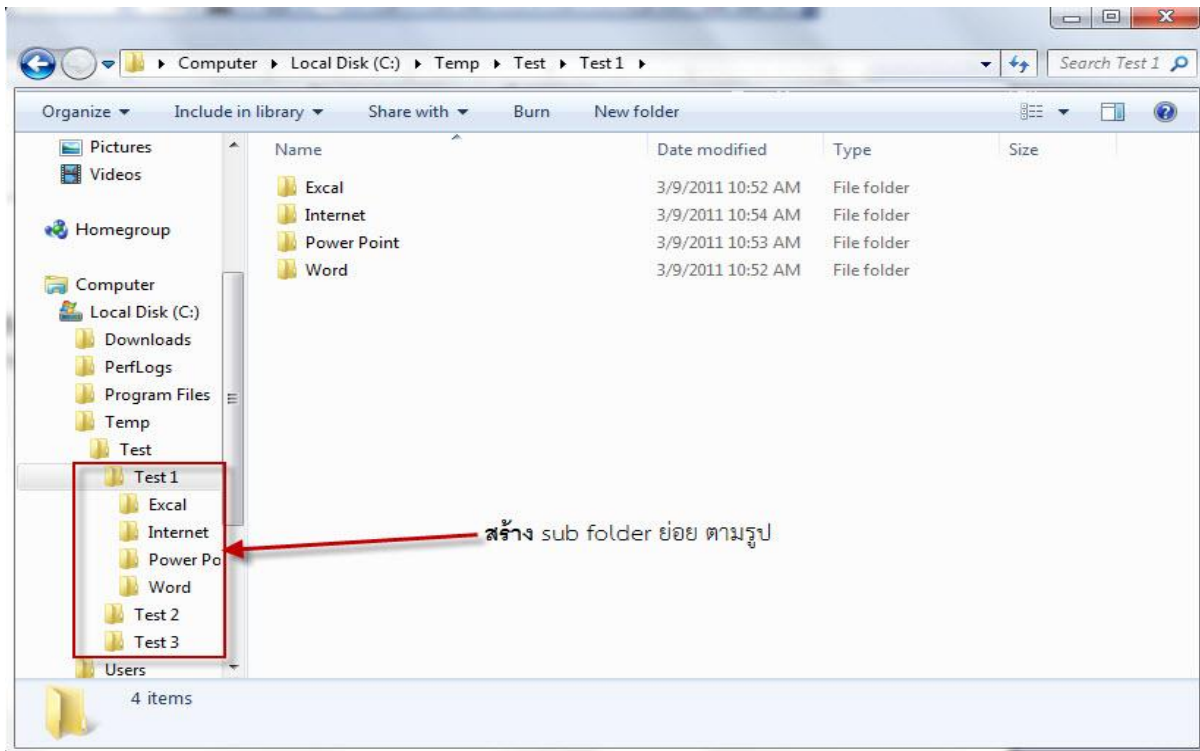 Computer Local Disk (C:) Temp Test Test 1 Search Test 1
Organize Include in library Share with Burn New folder
Pictures
Videos
Homegroup
Computer
Local Disk (C:)
Downloads
PerfLogs
Program Files
Temp
Test
Test 1
Excal
Internet
Power Po
Word
Test 2
Test 3
Users
Name Date modified Type Size
Excal 3/9/2011 10:52 AM File folder
Internet 3/9/2011 10:54 AM File folder
Power Point 3/9/2011 10:53 AM File folder
Word 3/9/2011 10:52 AM File folder
สร้าง sub folder ย่อย ตามรูป
4 items